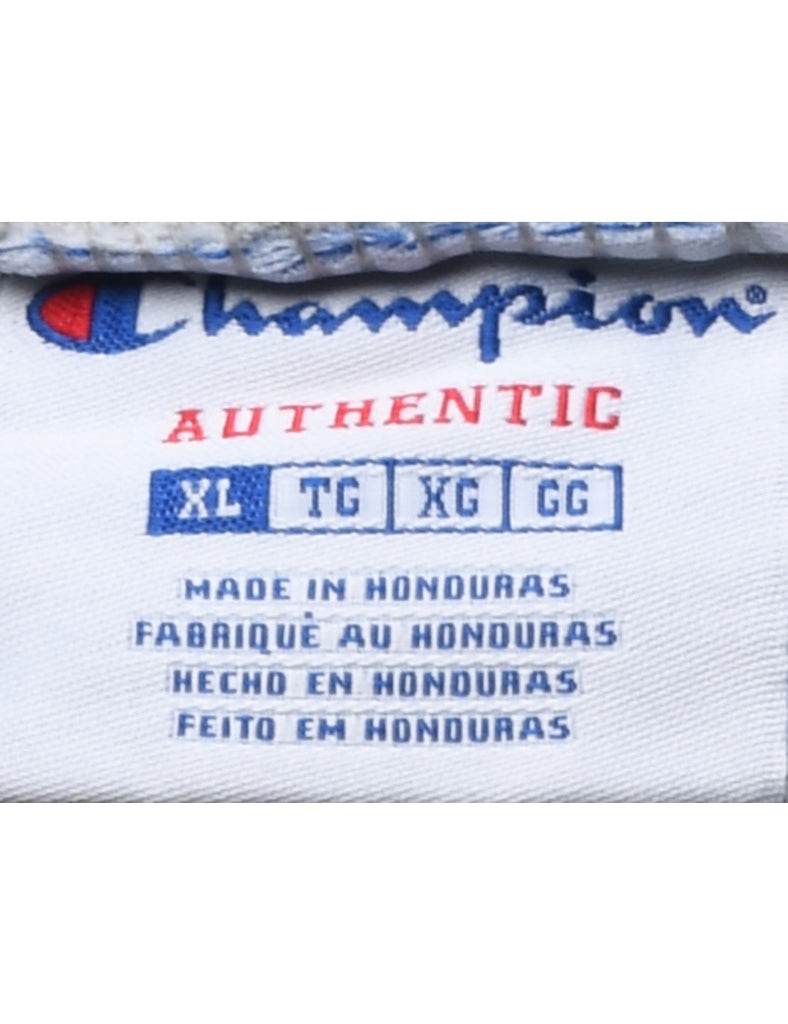 Champion®
AUTHENTIC
XL TG XG GG
MADE IN HONDURAS
FABRIQUÈ AU HONDURAS
HECHO EN HONDURAS
FEITO EM HONDURAS